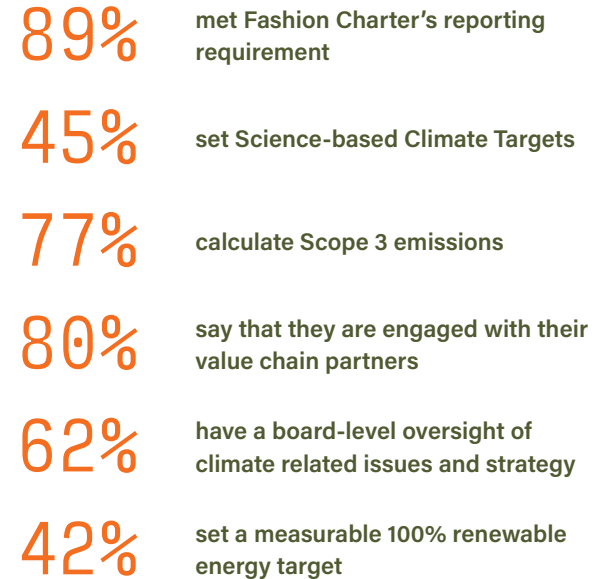 89% met Fashion Charter's reporting
requirement
45% set Science-based Climate Targets
77% calculate Scope 3 emissions
80% say that they are engaged with their
value chain partners
62% have a board-level oversight of
climate related issues and strategy
42% set a measurable 100% renewable
energy target